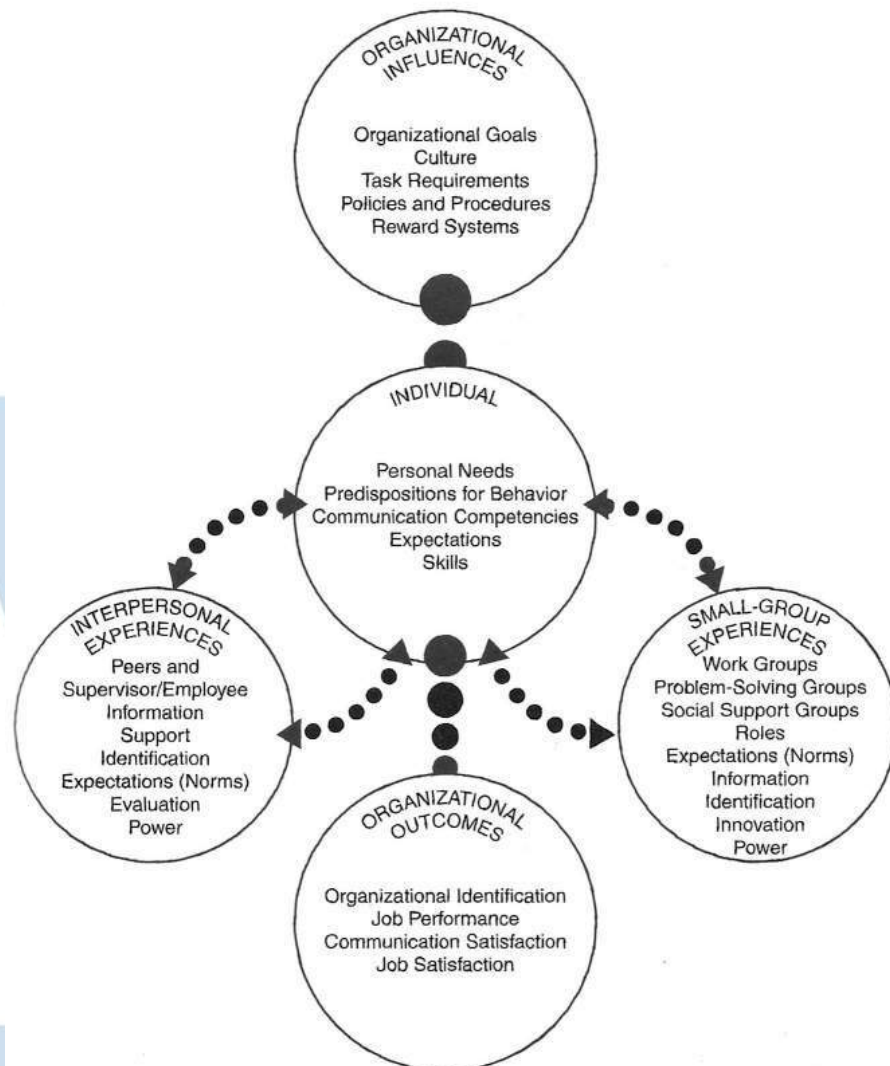 ORGANIZATIONAL
INFLUENCES
Organizational Goals
Culture
Task Requirements
Policies and Procedures
Reward Systems
INDIVIDUAL
Personal Needs
Predispositions for Behavior
Communication Competencies
Expectations
Skills
INTERPERSONAL
EXPERIENCES
Peers and
Supervisor/Employee
Information
Support
Identification
Expectations (Norms)
Evaluation
Power
SMALL-GROUP
EXPERIENCES
Work Groups
Problem-Solving Groups
Social Support Groups
Roles
Expectations (Norms)
Information
Identification
Innovation
Power
ORGANIZATIONAL
OUTCOMES
Organizational Identification
Job Performance
Communication Satisfaction
Job Satisfaction